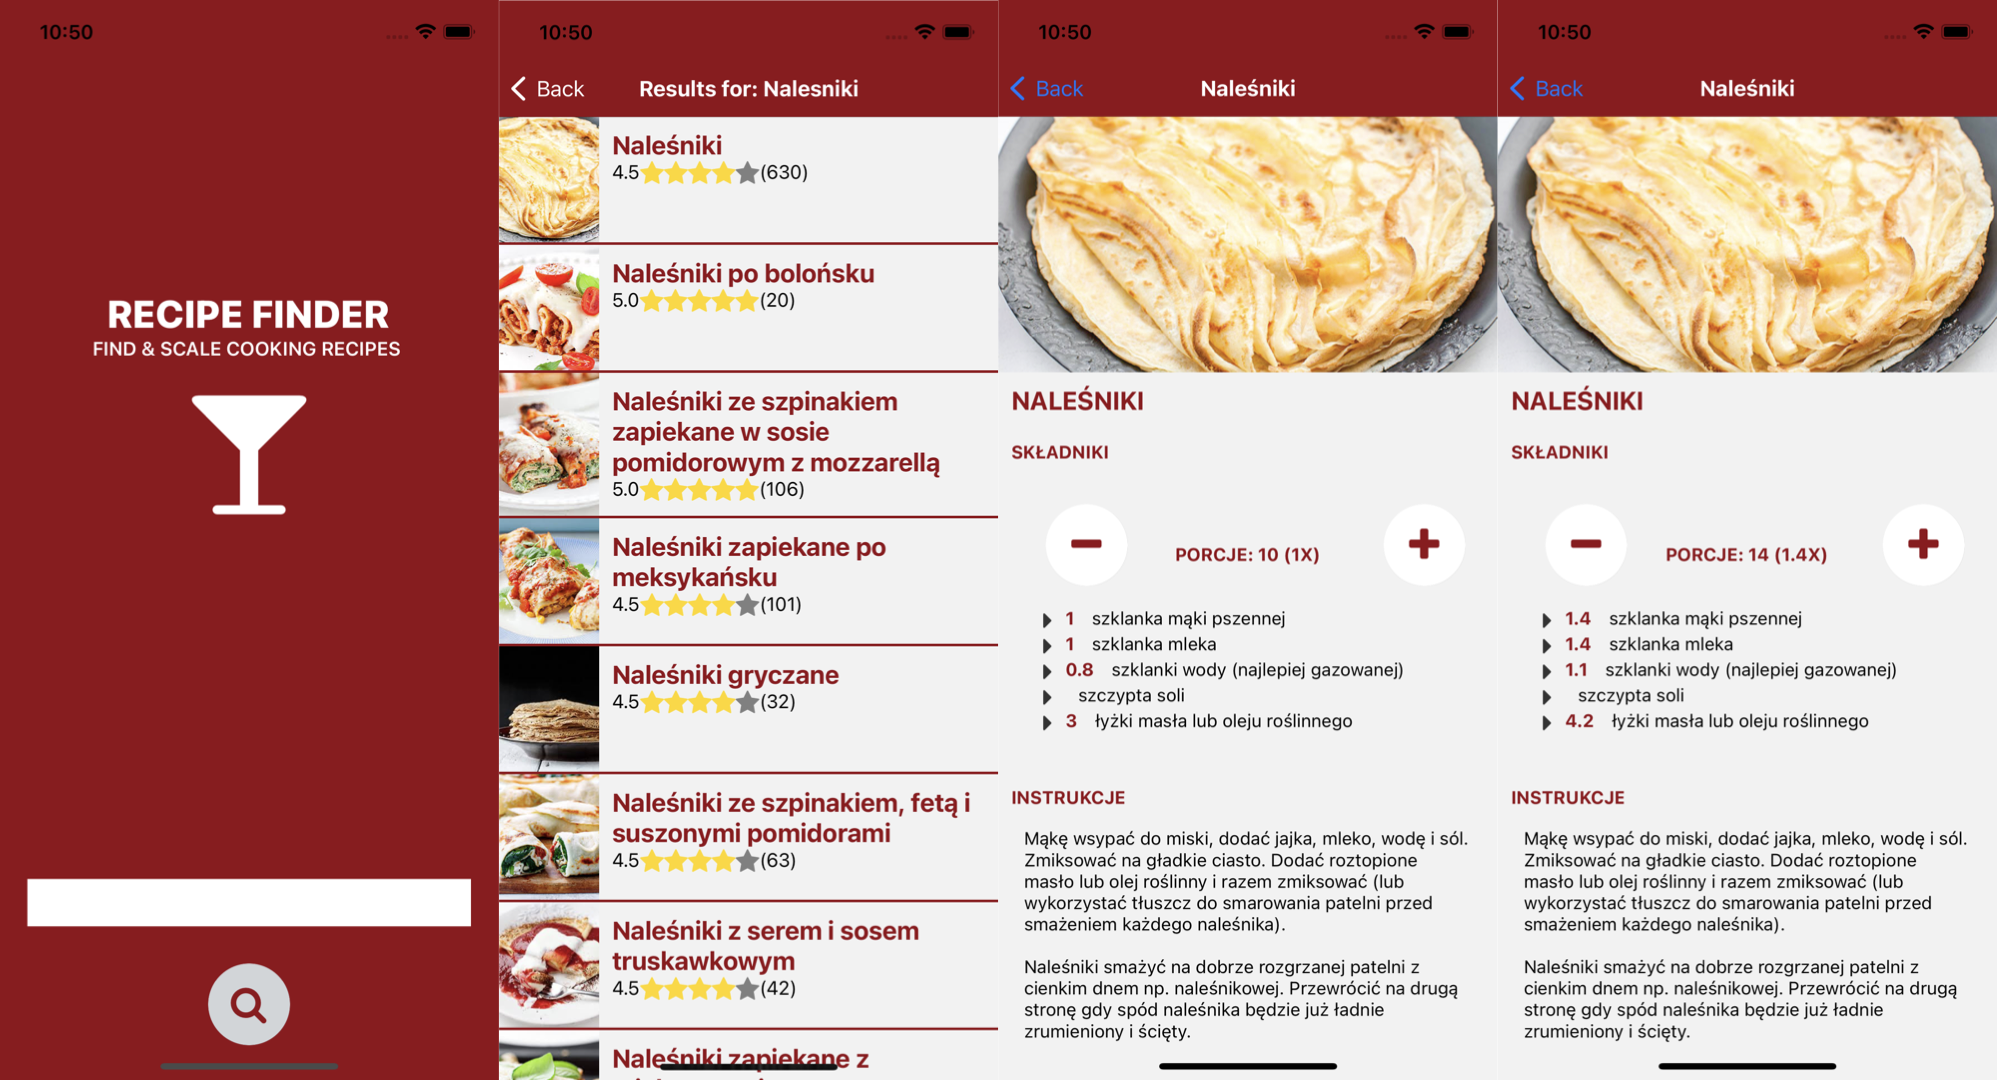 10:50
RECIPE FINDER
FIND & SCALE COOKING RECIPES
10:50
Back
Results for: Nalesniki
Naleśniki
4.5 (630)
Naleśniki po bolońsku
5.0 (20)
Naleśniki ze szpinakiem
zapiekane w sosie
pomidorowym z mozzarellą
5.0 (106)
Naleśniki zapiekane po
meksykańsku
4.5 (101)
Naleśniki gryczane
4.5 (32)
Naleśniki ze szpinakiem, fetą i
suszonymi pomidorami
4.5 (63)
Naleśniki z serem i sosem
truskawkowym
4.5 (42)
Naleśniki zapiekane z
10:50
Back
Naleśniki
NALEŚNIKI
SKŁADNIKI
PORCJE: 10 (1X)
1 szklanka mąki pszennej
1 szklanka mleka
0.8 szklanki wody (najlepiej gazowanej)
szczypta soli
3 łyżki masła lub oleju roślinnego
INSTRUKCJE
Mąkę wsypać do miski, dodać jajka, mleko, wodę i sól.
Zmiksować na gładkie ciasto. Dodać roztopione
masło lub olej roślinny i razem zmiksować (lub
wykorzystać tłuszcz do smarowania patelni przed
smażeniem każdego naleśnika).
Naleśniki smażyć na dobrze rozgrzanej patelni z
cienkim dnem np. naleśnikowej. Przewrócić na drugą
stronę gdy spód naleśnika będzie już ładnie
zrumieniony i ścięty.
10:50
Back
Naleśniki
NALEŚNIKI
SKŁADNIKI
PORCJE: 14 (1.4X)
1.4 szklanka mąki pszennej
1.4 szklanka mleka
1.1 szklanki wody (najlepiej gazowanej)
szczypta soli
4.2 łyżki masła lub oleju roślinnego
INSTRUKCJE
Mąkę wsypać do miski, dodać jajka, mleko, wodę i sól.
Zmiksować na gładkie ciasto. Dodać roztopione
masło lub olej roślinny i razem zmiksować (lub
wykorzystać tłuszcz do smarowania patelni przed
smażeniem każdego naleśnika).
Naleśniki smażyć na dobrze rozgrzanej patelni z
cienkim dnem np. naleśnikowej. Przewrócić na drugą
stronę gdy spód naleśnika będzie już ładnie
zrumieniony i ścięty.